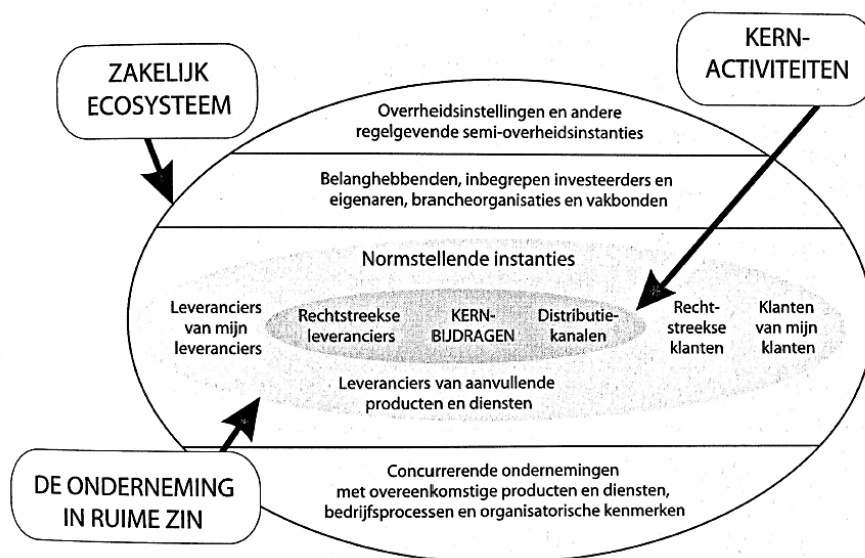 ZAKELIJK
ECOSYSTEEM
KERN-
ACTIVITEITEN
Overrheidsinstellingen en andere
regelgevende semi-overheidsinstanties
Belanghebbenden, inbegrepen investeerders en
eigenaren, brancheorganisaties en vakbonden
Normstellende instanties
Leveranciers
van mijn
leveranciers
Rechtstreekse
leveranciers
KERN-
BIJDRAGEN
Distributie-
kanalen
Recht-
streekse
klanten
Klanten
van mijn
klanten
Leveranciers van aanvullende
producten en diensten
DE ONDERNEMING
IN RUIME ZIN
Concurrerende ondernemingen
met overeenkomstige producten en diensten,
bedrijfsprocessen en organisatorische kenmerken